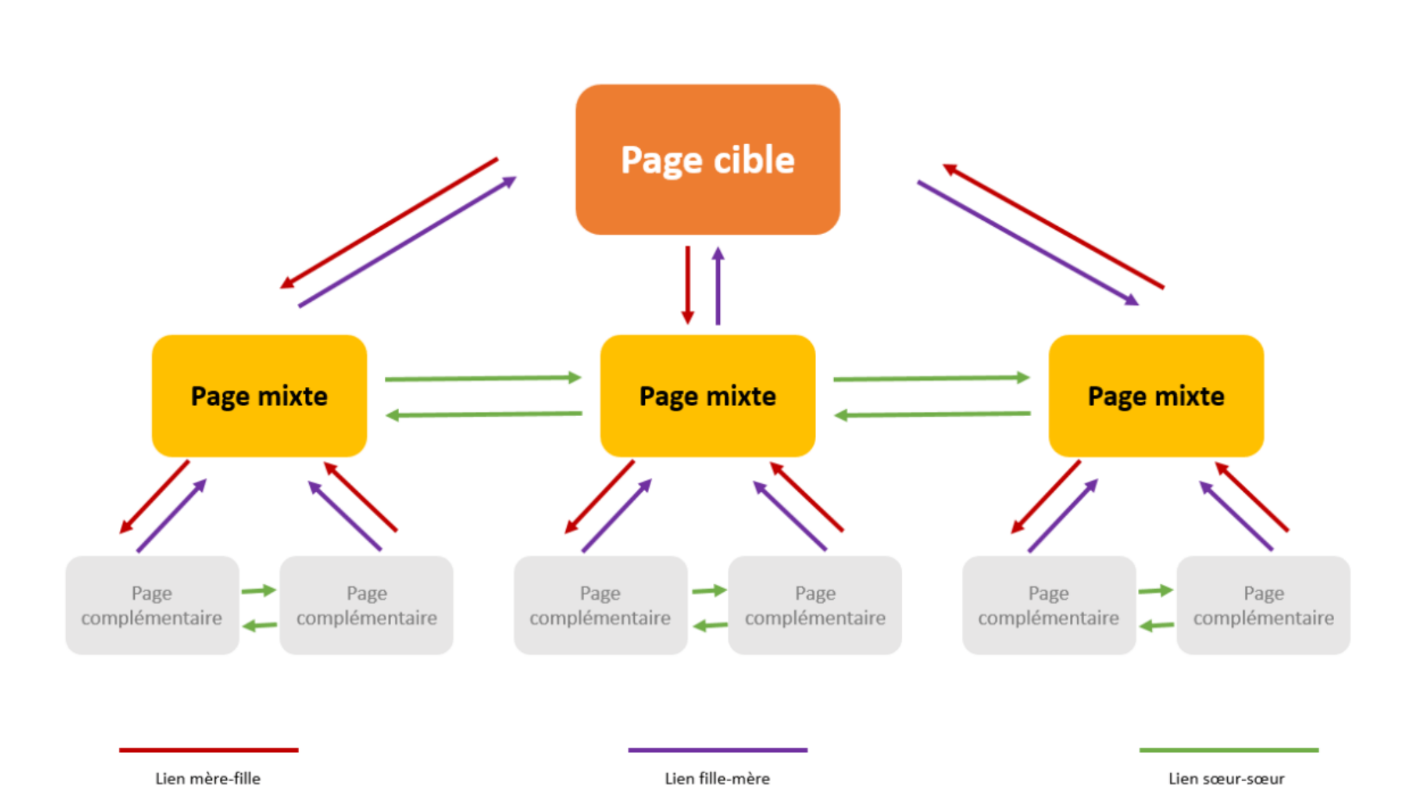 Page cible
Page mixte
Page mixte
Page mixte
Page
complémentaire
Page
complémentaire
Page
complémentaire
Page
complémentaire
Page
complémentaire
Page
complémentaire
Lien mère-fille
Lien fille-mère
Lien sœur-sœur